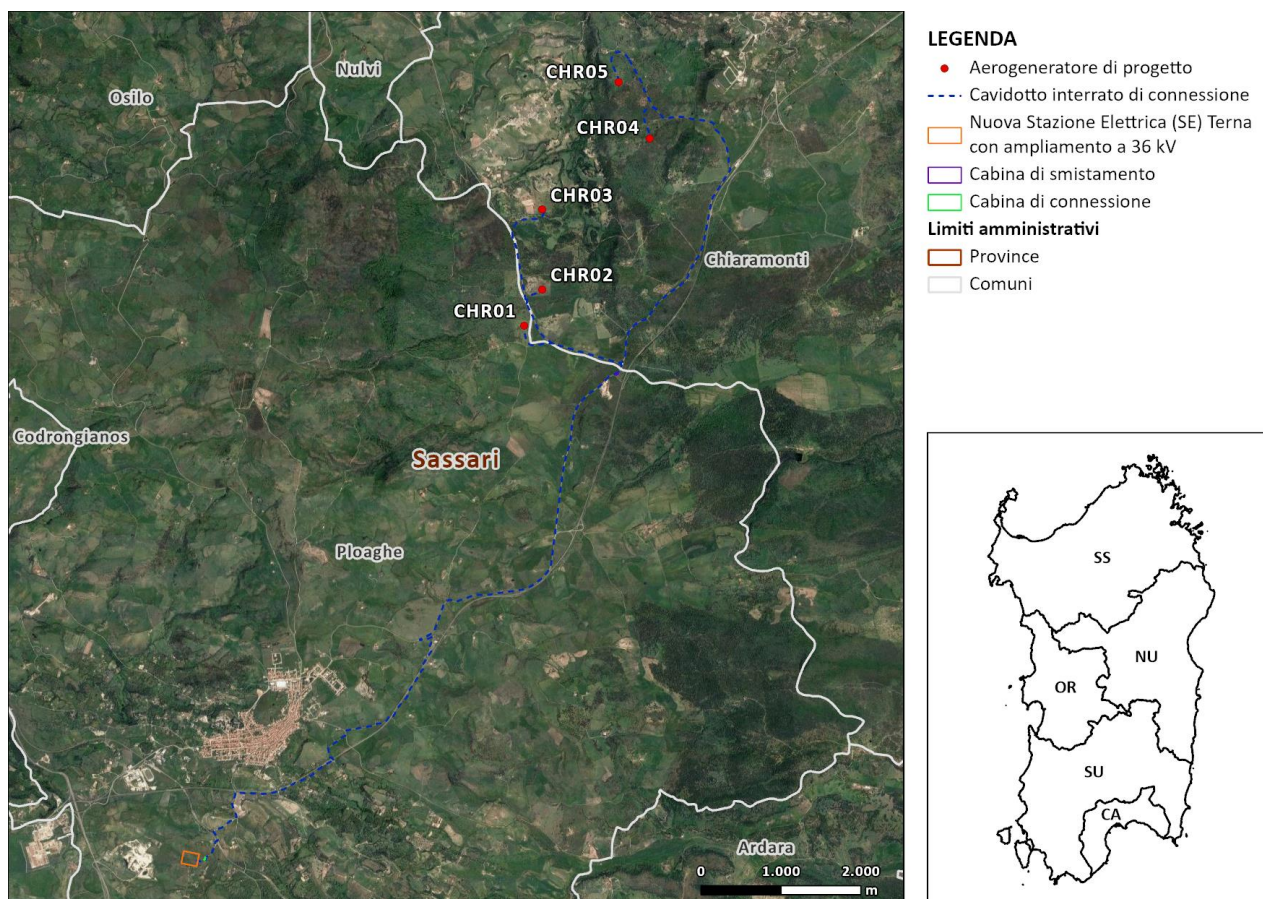 Nulvi
Osilo
CHR05
CHR04
CHR03
Chiaramonti
CHR02
CHR01
Codrongianos
Sassari
Ploaghe
Ardara
0 1.000 2.000
m
LEGENDA
Aerogeneratore di progetto
Cavidotto interrato di connessione
Nuova Stazione Elettrica (SE) Terna
con ampliamento a 36 kV
Cabina di smistamento
Cabina di connessione
Limiti amministrativi
Province
Comuni
SS
NU
OR
SU
CA